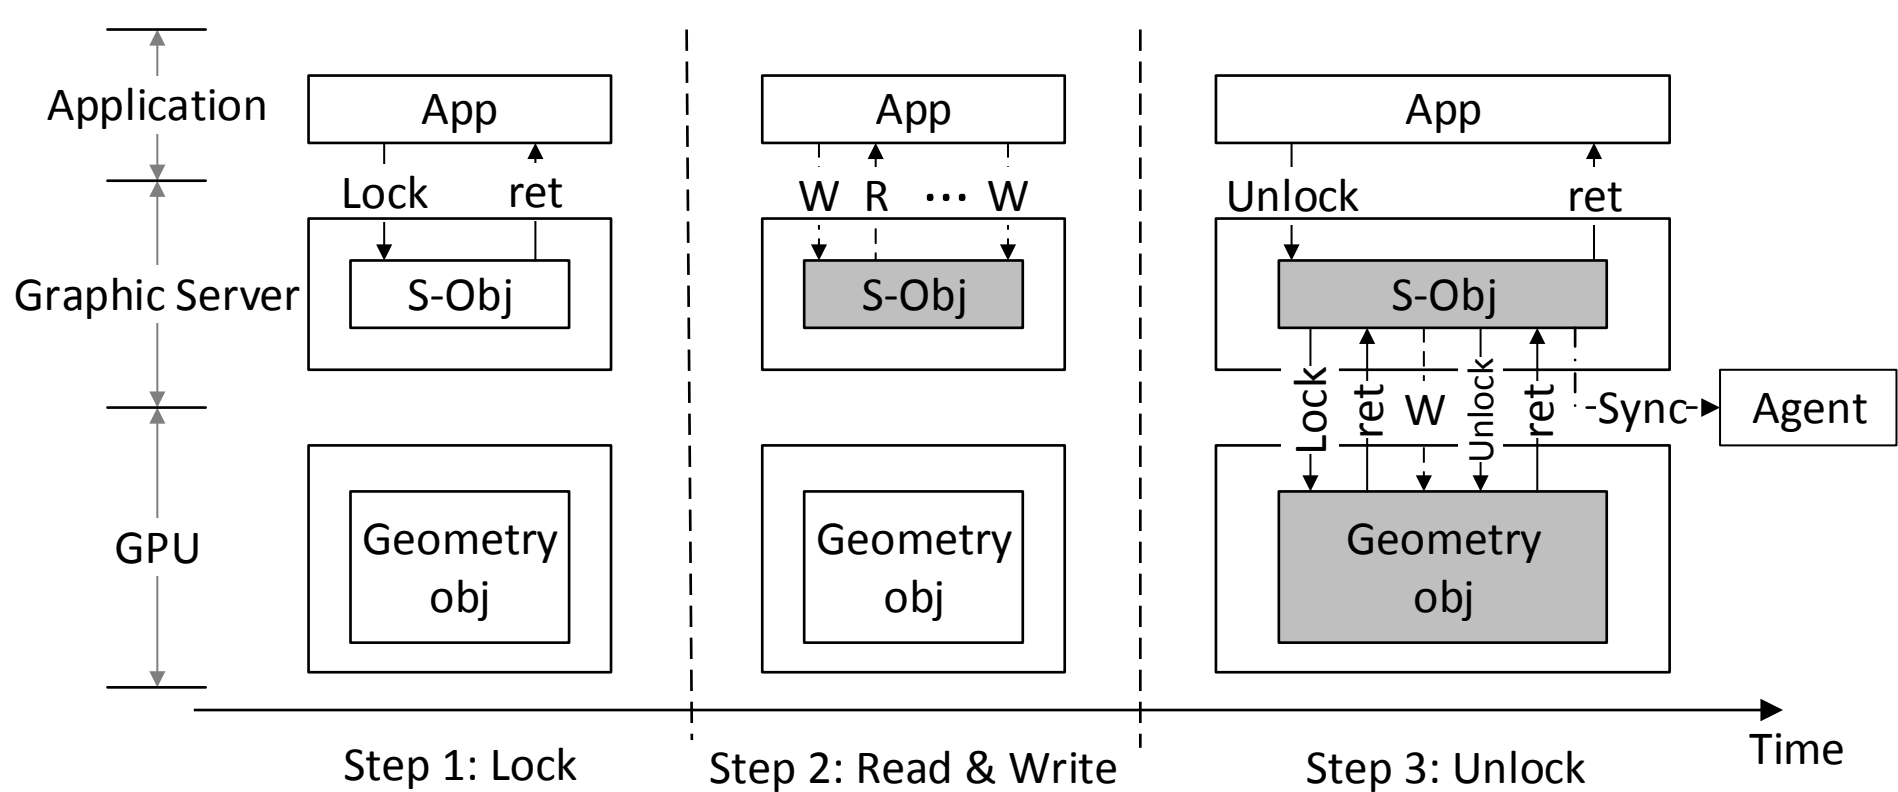 Application
Graphic Server
GPU
App
Lock ret
S-Obj
Geometry
obj
Step 1: Lock
App
W R ... W
S-Obj
Geometry
obj
Step 2: Read & Write
App
Unlock ret
S-Obj
Lock ret W Unlock ret Sync Agent
Geometry
obj
Step 3: Unlock
Time